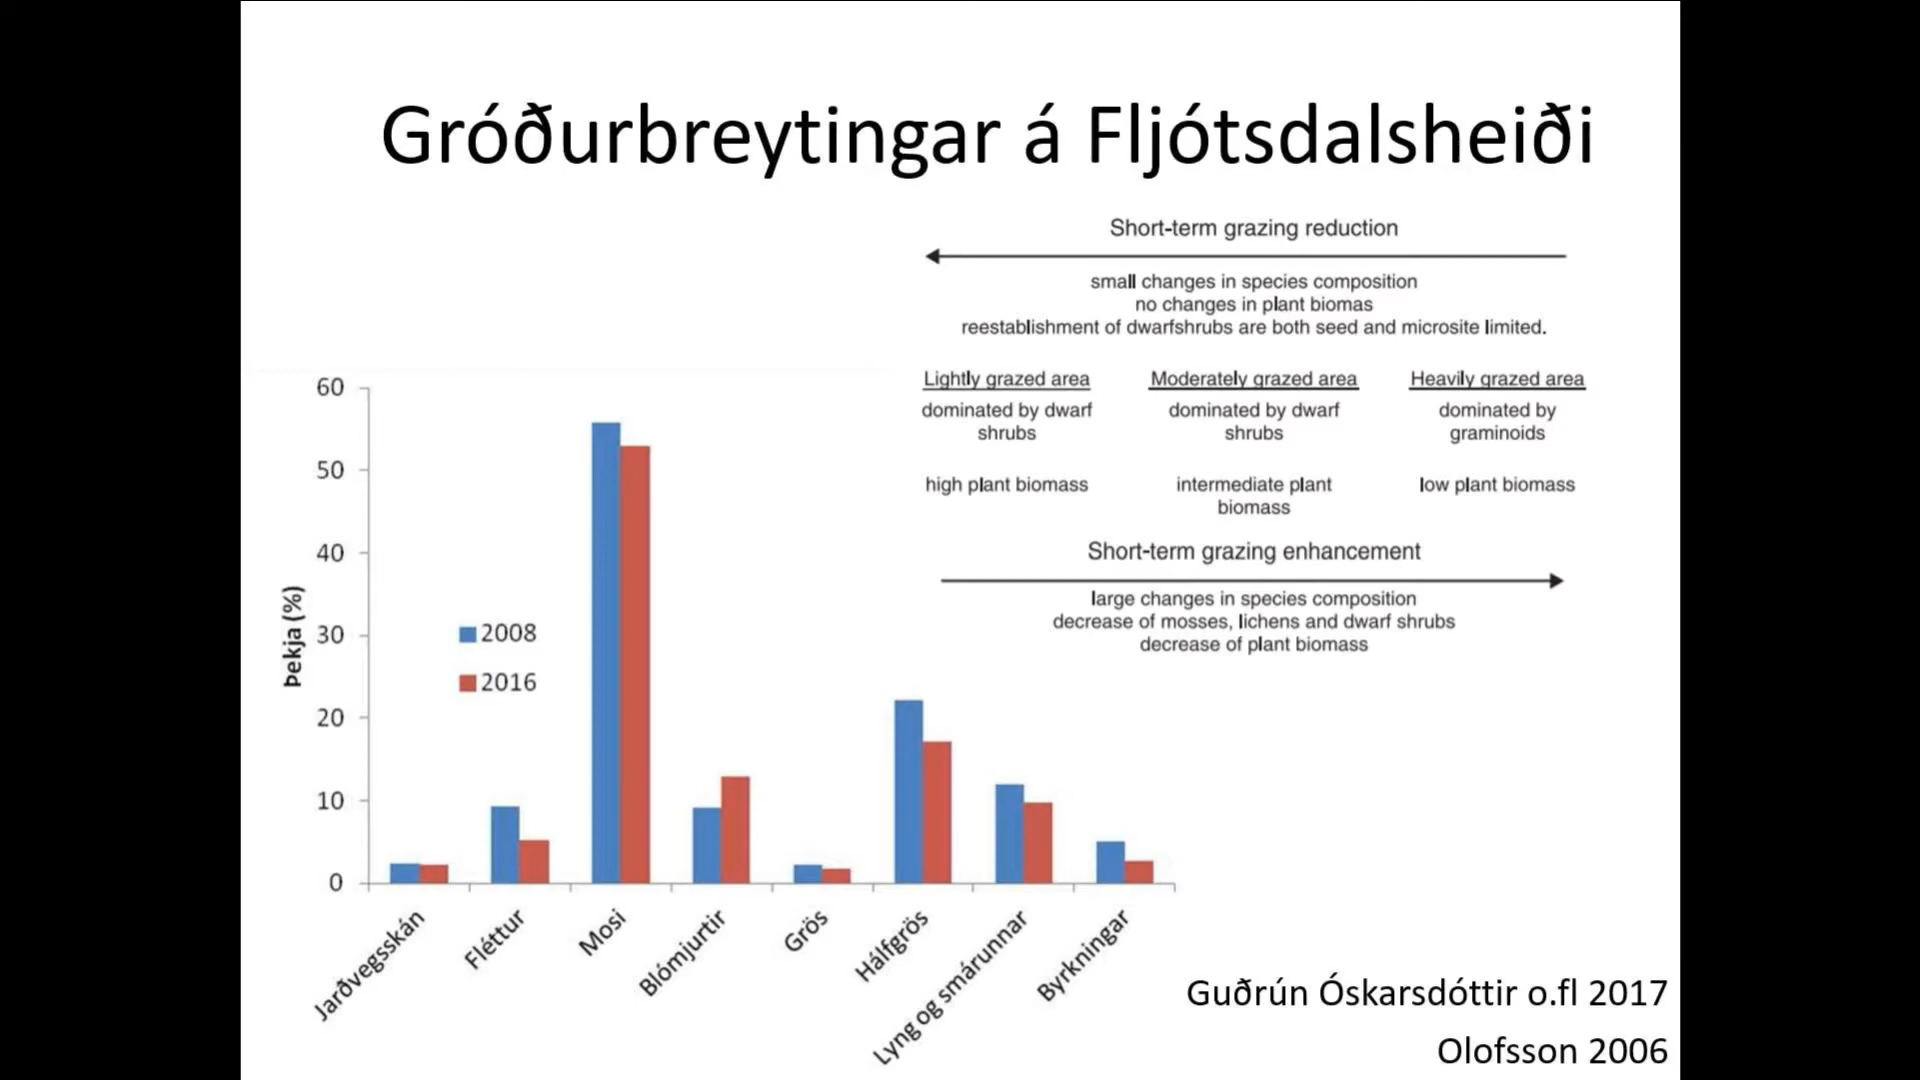 Gróðurbreytingar á Fljótsdalsheiði
Short-term grazing reduction
small changes in species composition
no changes in plant biomas
reestablishment of dwarfshrubs are both seed and microsite limited.
Lightly grazed area
dominated by dwarf
shrubs
high plant biomass
Moderately grazed area
dominated by dwarf
shrubs
intermediate plant
biomass
Heavily grazed area
dominated by
graminoids
low plant biomass
Short-term grazing enhancement
large changes in species composition
decrease of mosses, lichens and dwarf shrubs
decrease of plant biomass
Þekja (%)
60
50
40
30
20
10
0
2008
2016
Jarðvegsskán
Fléttur
Mosi
Blómjurtir
Grös
Hálfgrös
Lyng og smárunnar
Byrkningar
Guðrún Óskarsdóttir o.fl 2017
Olofsson 2006